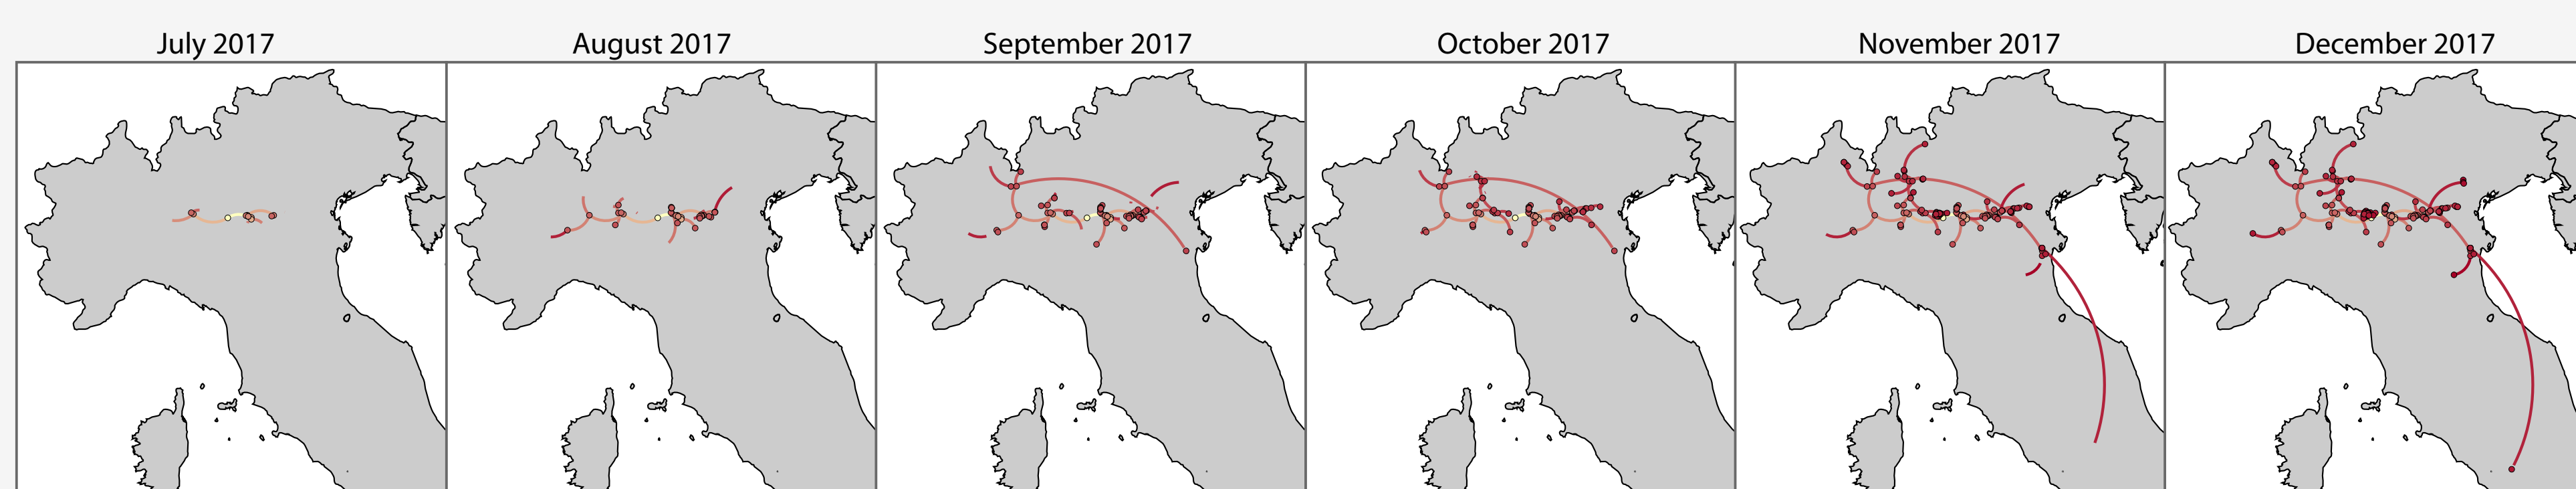 July 2017
August 2017
September 2017
October 2017
November 2017
December 2017